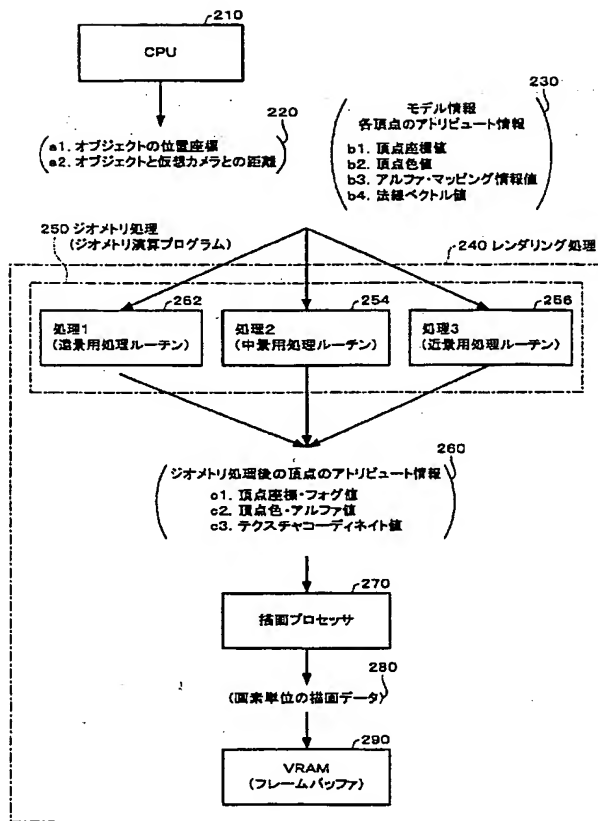 210
CPU
220
a1. オブジェクトの位置座標
a2. オブジェクトと仮想カメラとの距離
230
モデル情報
各頂点のアトリビュート情報
b1. 頂点座標値
b2. 頂点色値
b3. アルファ・マッピング情報値
b4. 法線ベクトル値
250 ジオメトリ処理
(ジオメトリ演算プログラム)
240 レンダリング処理
252
処理1
(遠景用処理ルーチン)
254
処理2
(中景用処理ルーチン)
256
処理3
(近景用処理ルーチン)
260
ジオメトリ処理後の頂点のアトリビュート情報
c1. 頂点座標・フォグ値
c2. 頂点色・アルファ値
c3. テクスチャコーディネイト値
270
描画プロセッサ
280
(画素単位の描画データ)
290
VRAM
(フレームバッファ)